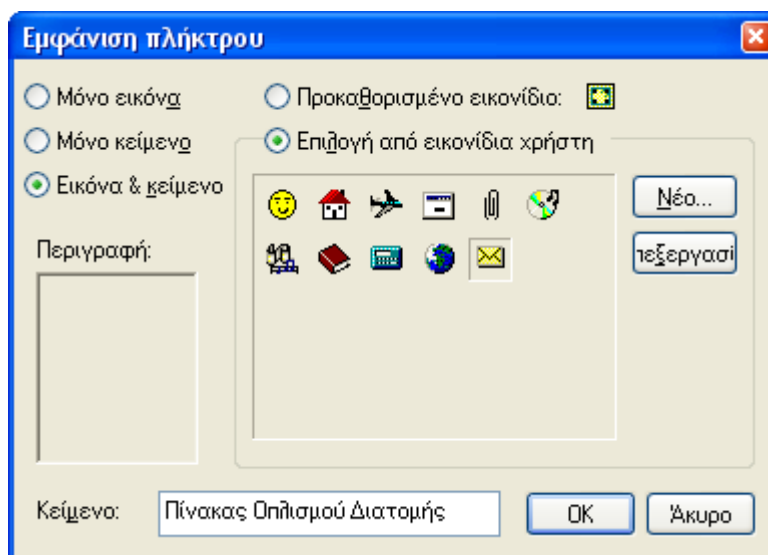 Εμφάνιση πλήκτρου
Μόνο εικόνα
Προκαθορισμένο εικονίδιο:
Μόνο κείμενο
Επιλογή από εικονίδια χρήστη
Εικόνα & κείμενο
Νέο...
Περιγραφή:
πεξεργασί
Κείμενο:
Πίνακας Οπλισμού Διατομής
OK
Άκυρο